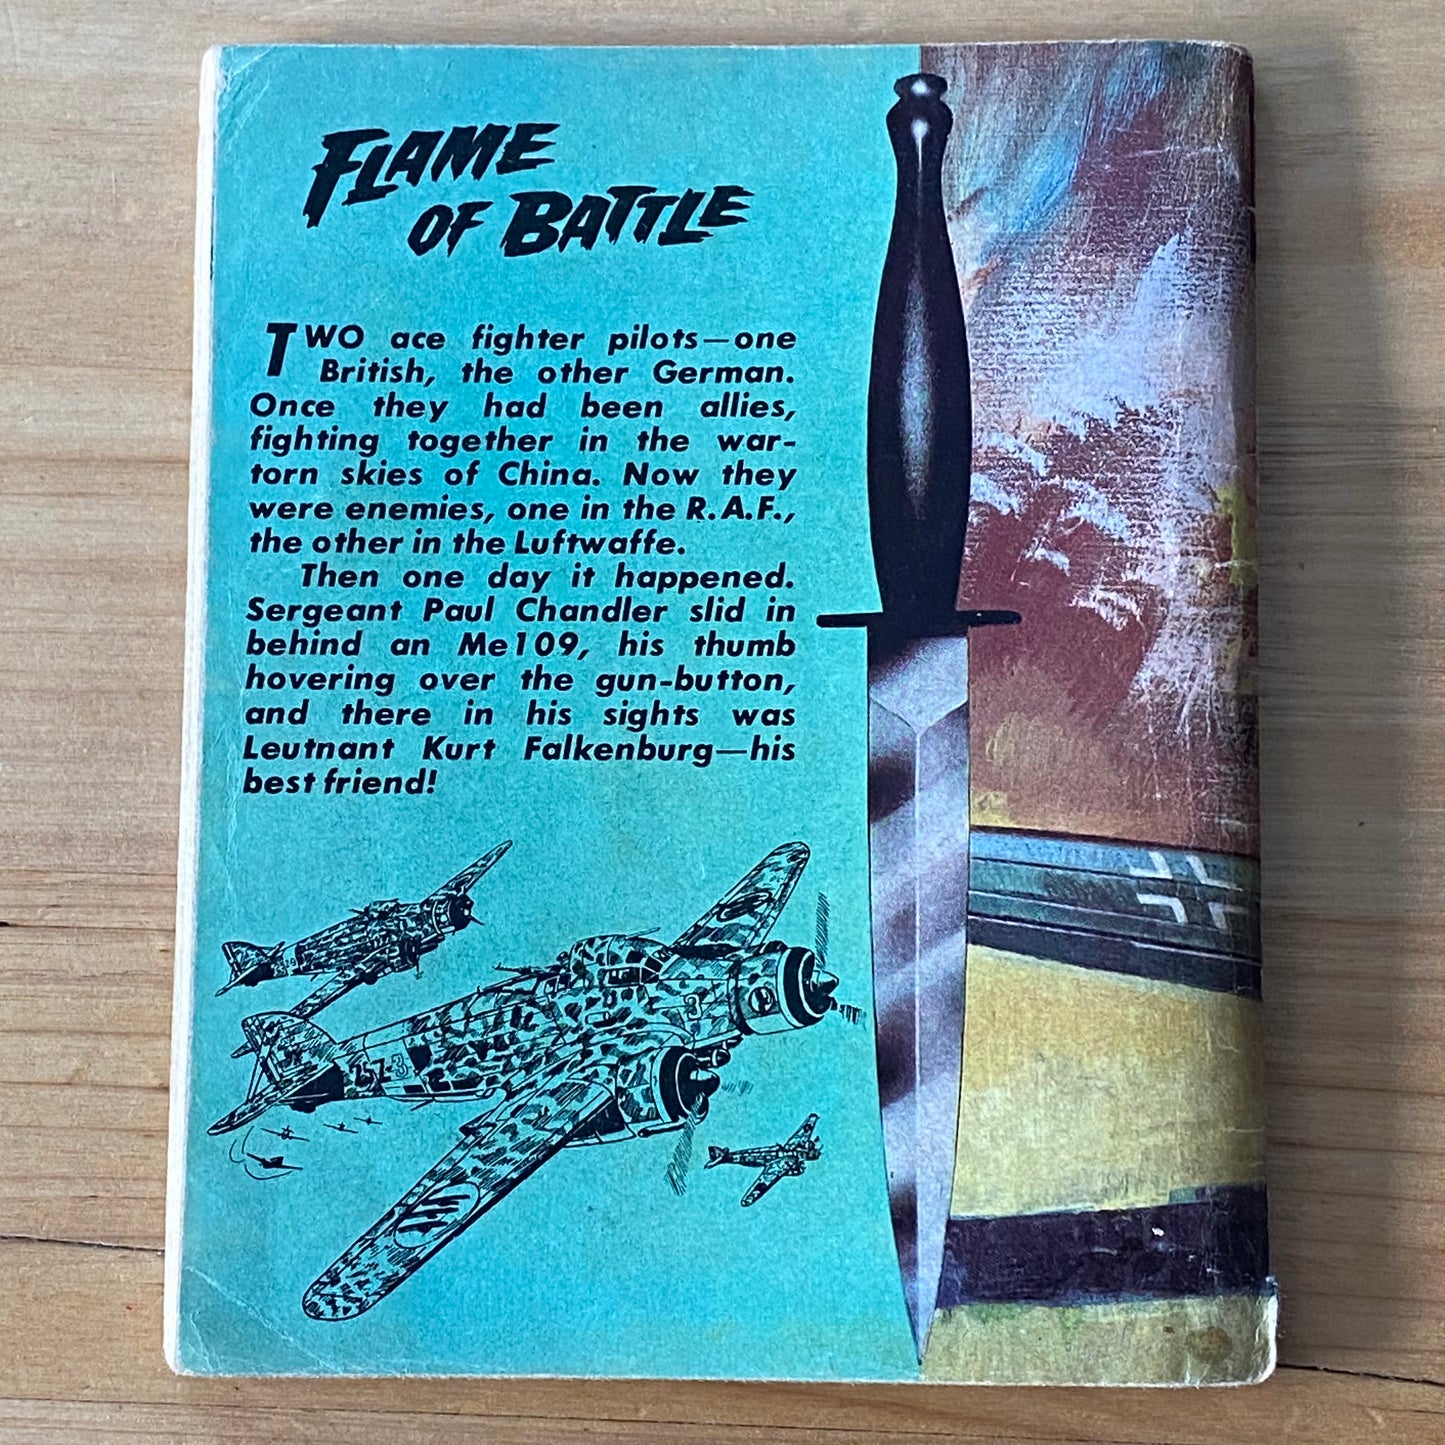 FLAME
OF BATTLE
TWO ace fighter pilots—one
British, the other German.
Once they had been allies,
fighting together in the war-
torn skies of China. Now they
were enemies, one in the R.A.F.,
the other in the Luftwaffe.
Then one day it happened.
Sergeant Paul Chandler slid in
behind an Me109, his thumb
hovering over the gun-button,
and there in his sights was
Leutnant Kurt Falkenburg—his
best friend!
3
257-3